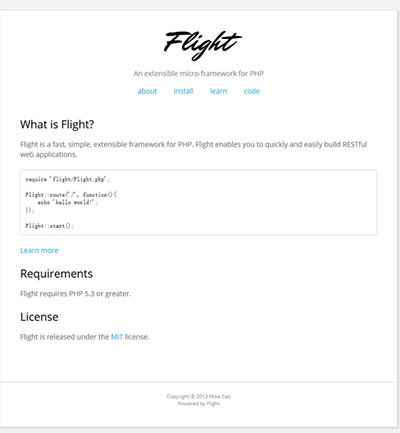 Flight
An extensible micro-framework for PHP
about install learn code
What is Flight?
Flight is a fast, simple, extensible framework for PHP. Flight enables you to quickly and easily build RESTful
web applications.
require "flight/Flight.php";
Flight::route("/", function(){
echo "hello world!";
});
Flight::start();
Learn more
Requirements
Flight requires PHP 5.3 or greater.
License
Flight is released under the MIT license.
Copyright © 2013 Mike Cao
Powered by Flight